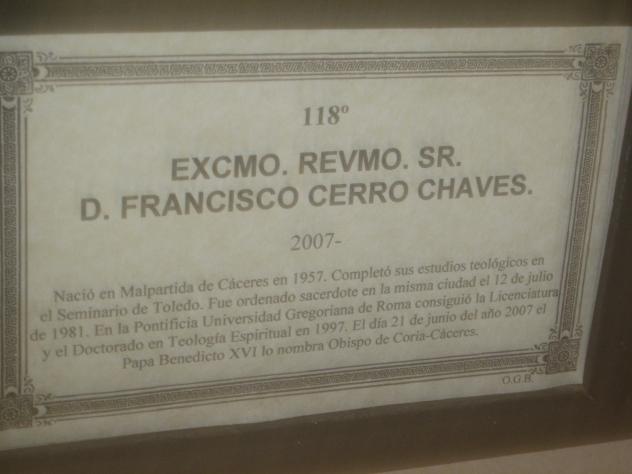 118º
EXCMO. REVMO. SR.
D. FRANCISCO CERRO CHAVES.
2007-
Nació en Malpartida de Cáceres en 1957. Completó sus estudios teológicos en
el Seminario de Toledo. Fue ordenado sacerdote en la misma ciudad el 12 de julio
de 1981. En la Pontificia Universidad Gregoriana de Roma consiguió la Licenciatura
y el Doctorado en Teología Espiritual en 1997. El día 21 de junio del año 2007 el
Papa Benedicto XVI lo nombra Obispo de Coria-Cáceres.
O.G.B.